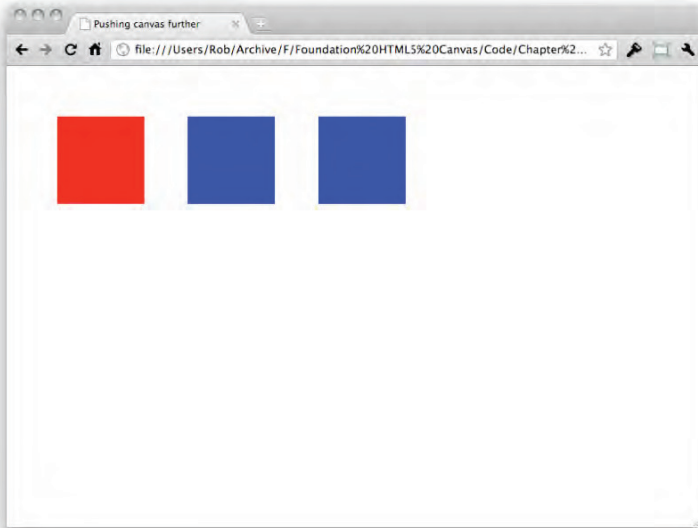 Pushing canvas further
file:///Users/Rob/Archive/F/Foundation%20HTML5%20Canvas/Code/Chapter%2...